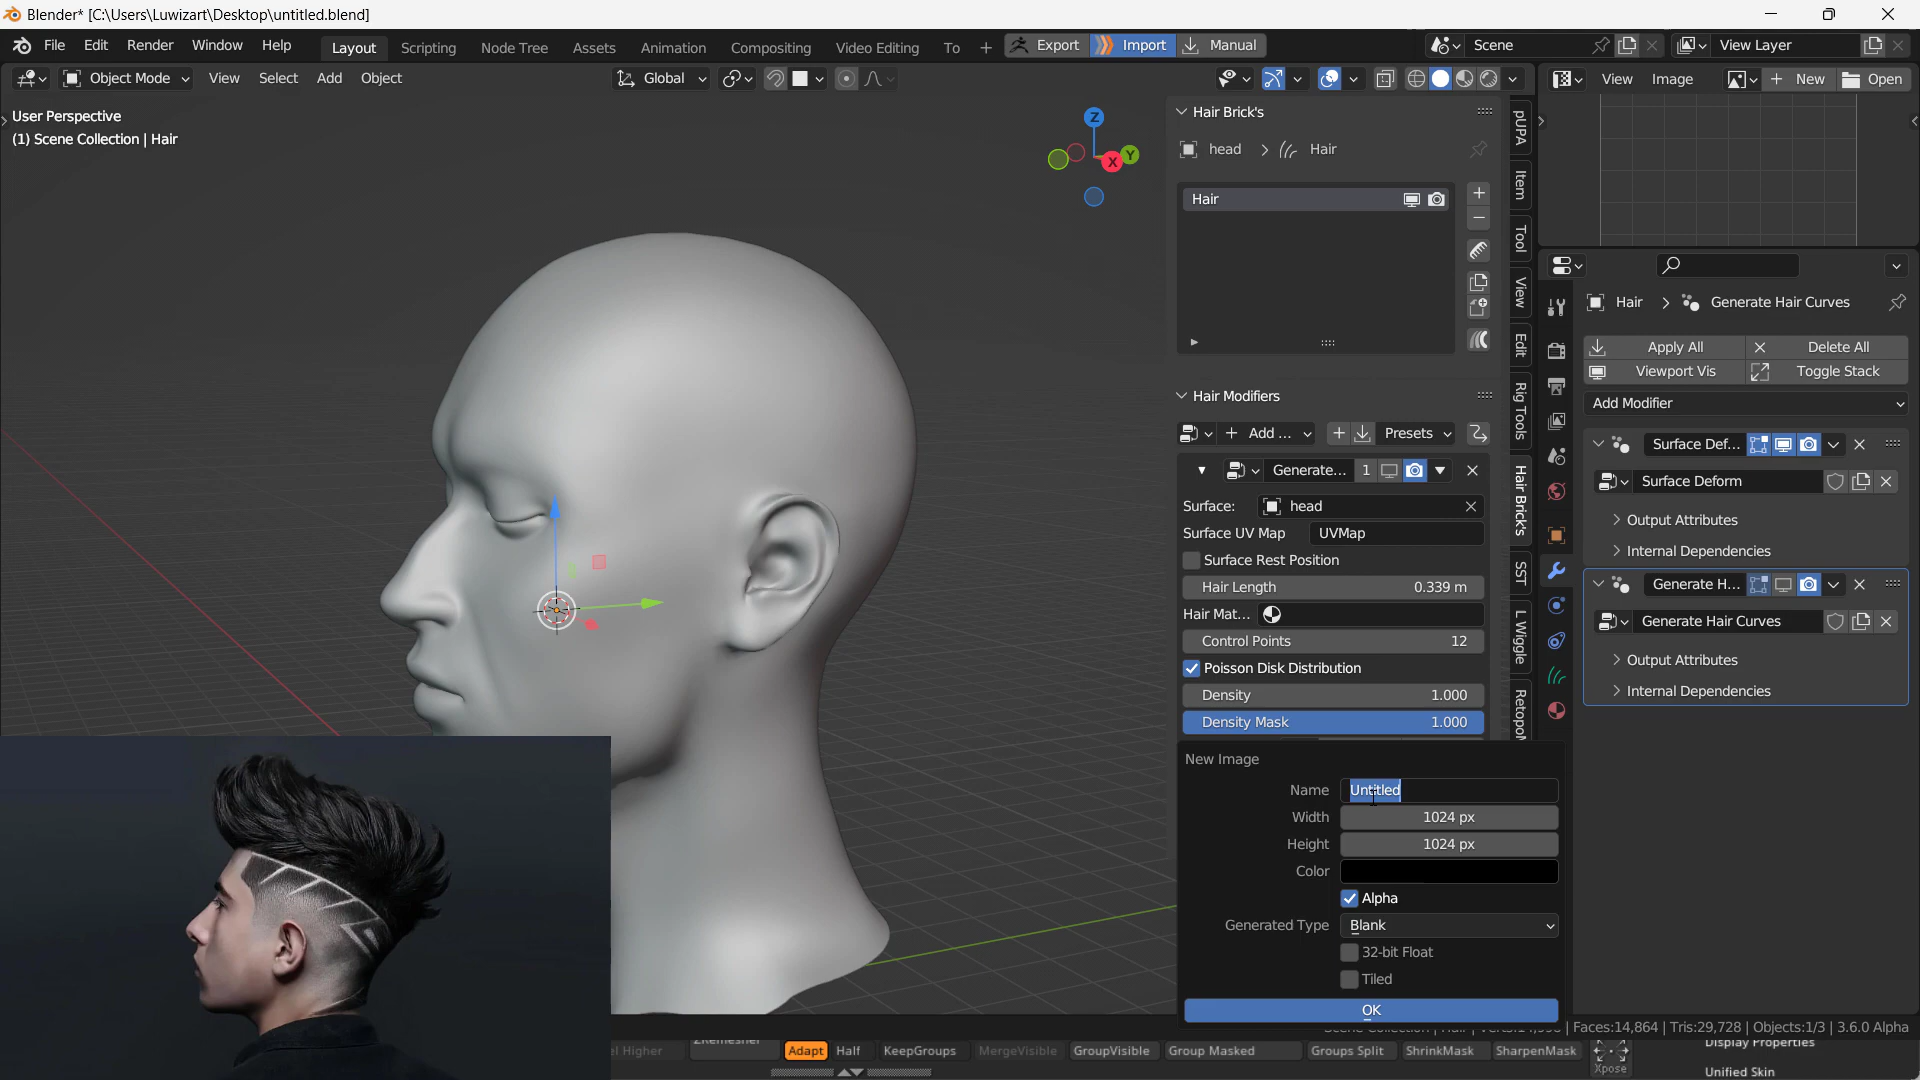 Blender* [C:\Users\Luwizart\Desktop\untitled.blend]
File Edit Render Window Help Layout Scripting Node Tree Assets Animation Compositing Video Editing To Export Import Manual Scene View Layer
Object Mode View Select Add Object Global View Image New Open
User Perspective
(1) Scene Collection | Hair
Z
Y
X
Hair Brick's
head Hair
Hair
Hair Modifiers
Add ... Presets
Generate... 1
Surface: head
Surface UV Map UVMap
Surface Rest Position
Hair Length 0.339 m
Hair Mat...
Control Points 12
Poisson Disk Distribution
Density 1.000
Density Mask 1.000
New Image
Name Untitled
Width 1024 px
Height 1024 px
Color
Alpha
Generated Type Blank
32-bit Float
Tiled
OK
pUPA
Item
Tool
View
Edit
Rig Tools
Hair Brick's
SST
L Wiggle
Hair Generate Hair Curves
Apply All Delete All
Viewport Vis Toggle Stack
Add Modifier
Surface Def...
Surface Deform
Output Attributes
Internal Dependencies
Generate H...
Generate Hair Curves
Output Attributes
Internal Dependencies
Faces:14,864 | Tris:29,728 | Objects:1/3 | 3.6.0 Alpha
Adapt Half KeepGroups MergeVisible GroupVisible Group Masked Groups Split ShrinkMask SharpenMask Xpose
Display Properties
Unified Skin